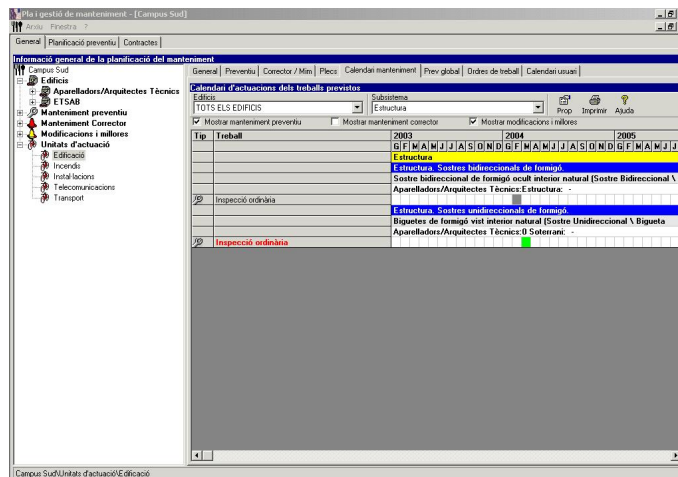 Pla i gestió de manteniment - [Campus Sud]
Arxiu Finestra ?
General Planificació preventiu Contractes
Informació general de la planificació del manteniment
Campus Sud
Edificis
Aparelladors/Arquitectes Tècnics
ETSAB
Manteniment preventiu
Manteniment Corrector
Modificacions i millores
Unitats d'actuació
Edificació
Incendis
Instal·lacions
Telecomunicacions
Transport
General Preventiu Corrector / Mim Plecs Calendari manteniment Prev global Ordres de treball Calendari usuari
Calendari d'actuacions dels treballs previstos
Edificis Subsistema
TOTS ELS EDIFICIS Estructura
Prop Imprimir Ajuda
Mostrar manteniment preventiu Mostrar manteniment corrector Mostrar modificacions i millores
Tip Treball 2003 2004 2005
G F M A M J J A S O N D G F M A M J J A S O N D G F M A M J J
Estructura
Estructura. Sostres bidireccionals de formigó.
Sostre bidireccional de formigó ocult interior natural (Sostre Bidireccional \
Aparelladors/Arquitectes Tècnics:Estructura: -
Inspecció ordinària
Estructura. Sostres unidireccionals de formigó.
Biguetes de formigó vist interior natural (Sostre Unidireccional \ Bigueta
Aparelladors/Arquitectes Tècnics:0 Soterrani: -
Inspecció ordinària
Campus Sud\Unitats d'actuació\Edificació